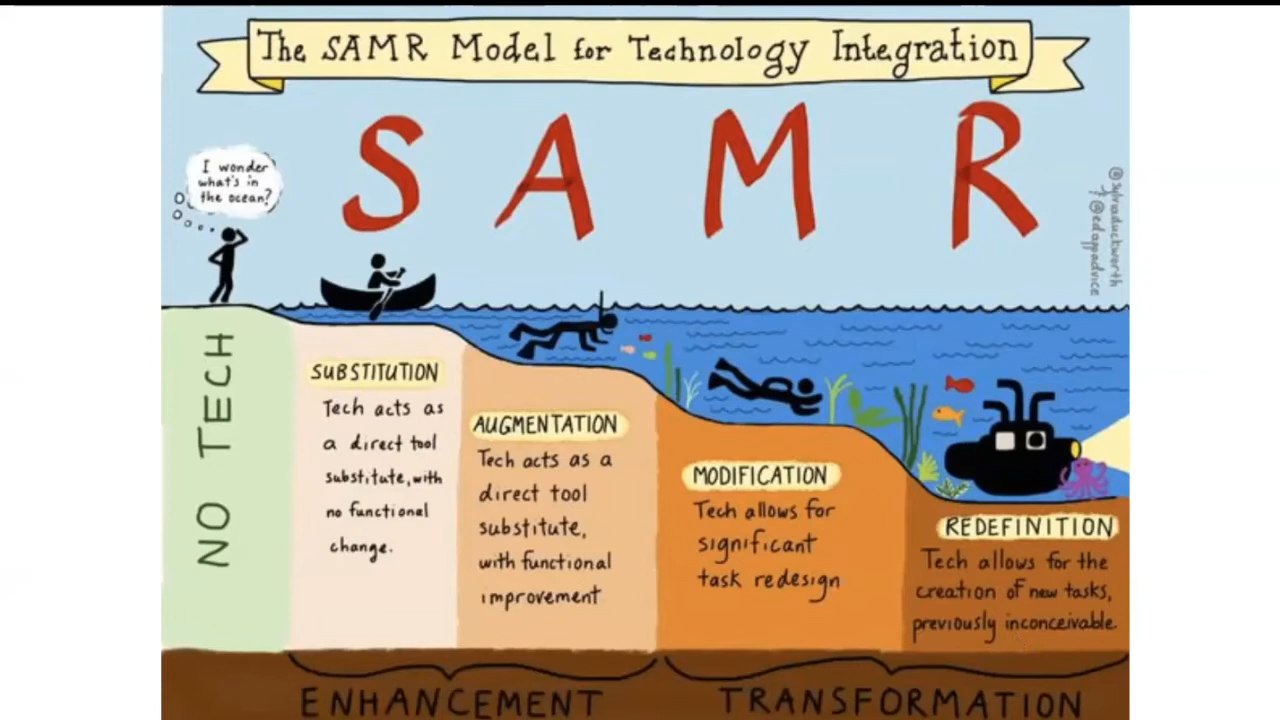 The SAMR Model for Technology Integration
S A M R
I wonder
what's in
the ocean?
@sylviaduckworth
@edappadvice
NO TECH
SUBSTITUTION
Tech acts as
a direct tool
substitute, with
no functional
change.
AUGMENTATION
Tech acts as a
direct tool
substitute,
with functional
improvement
MODIFICATION
Tech allows for
significant
task redesign
REDEFINITION
Tech allows for the
creation of new tasks,
previously inconceivable
ENHANCEMENT
TRANSFORMATION